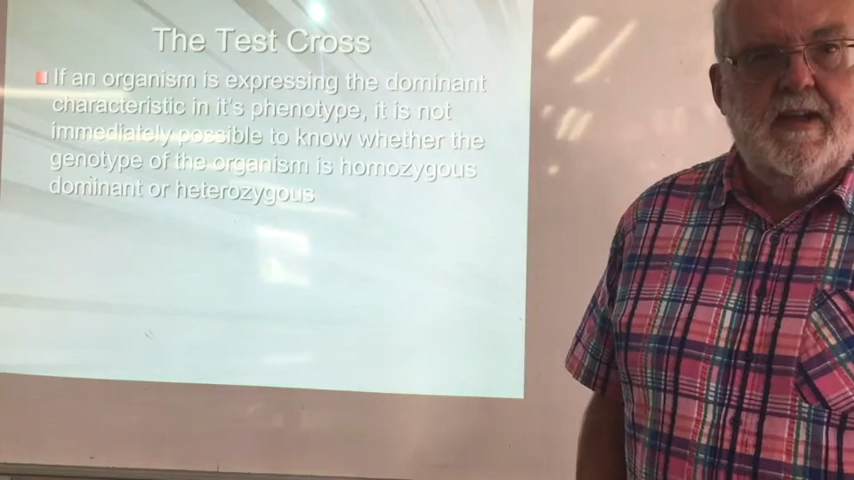 The Test Cross
If an organism is expressing the dominant
characteristic in it's phenotype, it is not
immediately possible to know whether the
genotype of the organism is homozygous
dominant or heterozygous